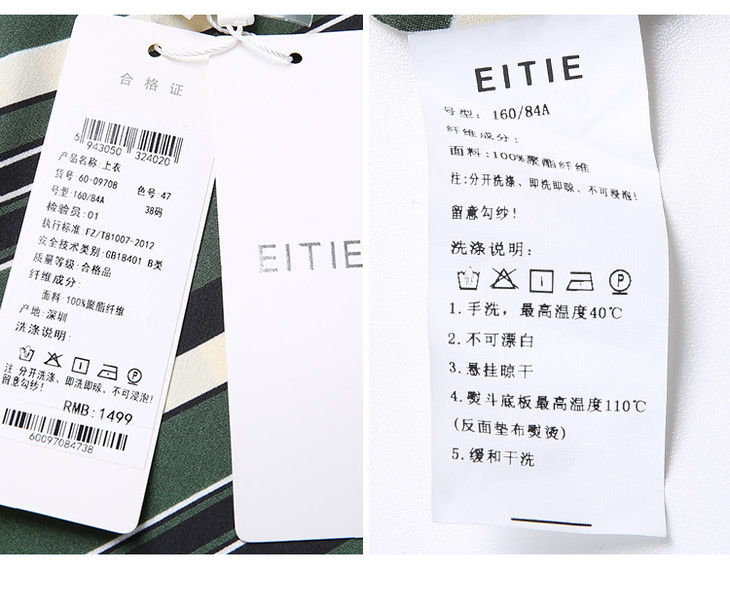 合格证
6 943050 324020
产品名称:上衣
货号:60-09708 色号:47
号型:160/84A 38码
检验员:01
执行标准:FZ/T81007-2012
安全技术类别:GB18401 B类
质量等级:合格品
纤维成分:
面料:100%聚酯纤维
产地:深圳
洗涤说明:
P
注:分开洗涤、即洗即晾、不可浸泡!
留意勾纱!
RMB:1499
60097084738
EITIE
EITIE
号型: 160/84A
纤维成分:
面料:100%聚酯纤维
注:分开洗涤、即洗即晾、不可浸泡!
留意勾纱!
洗涤说明:
P
1.手洗，最高温度40℃
2.不可漂白
3.悬挂晾干
4.熨斗底板最高温度110℃
(反面垫布熨烫)
5.缓和干洗